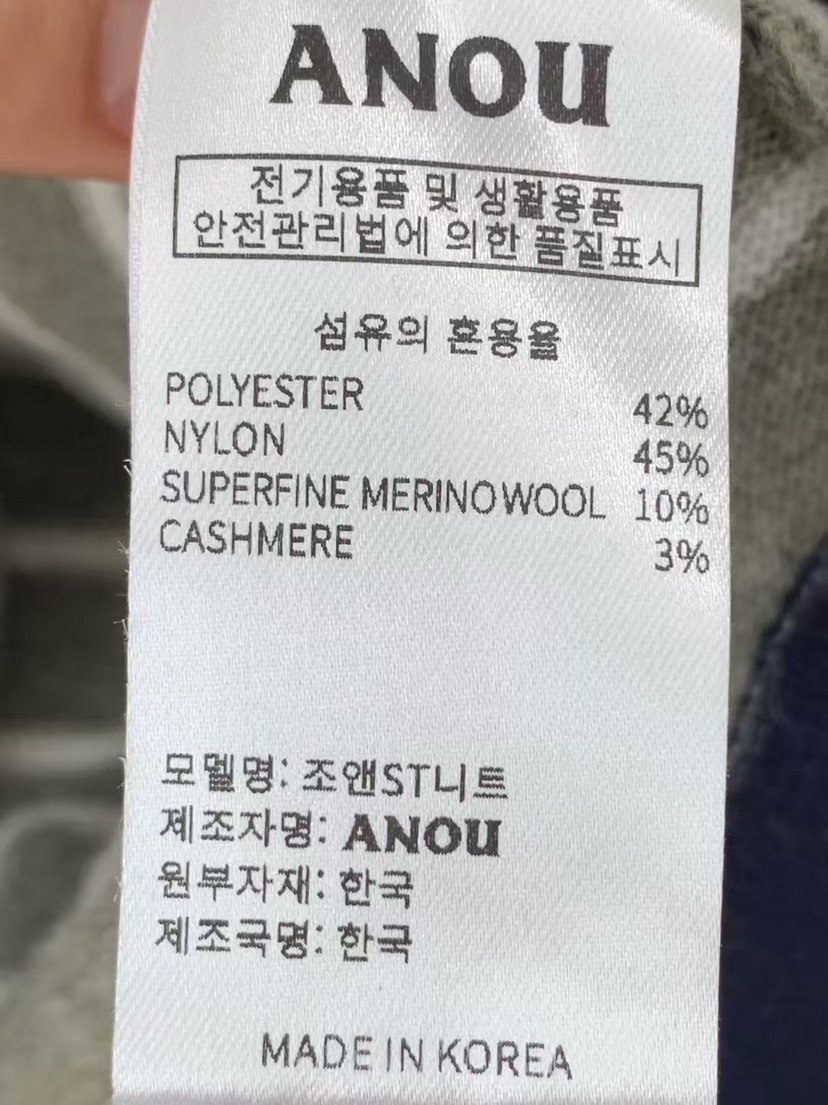 ANOU
전기용품 및 생활용품
안전관리법에 의한 품질표시
섬유의 혼용율
POLYESTER 42%
NYLON 45%
SUPERFINE MERINO WOOL 10%
CASHMERE 3%
모델명: 조앤ST니트
제조자명: ANOU
원부자재: 한국
제조국명: 한국
MADE IN KOREA